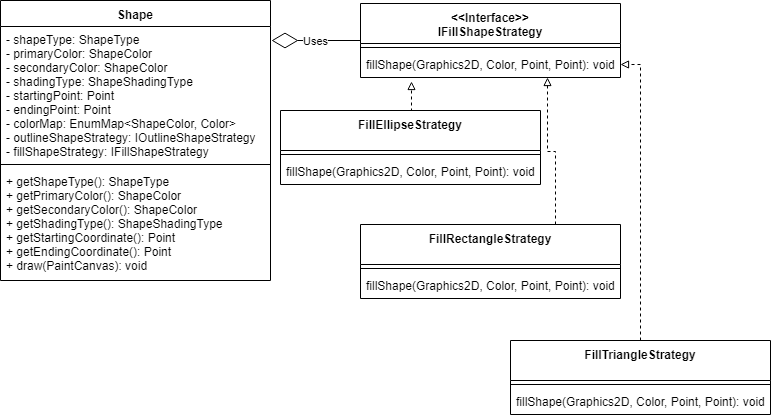 Shape
- shapeType: ShapeType
- primaryColor: ShapeColor
- secondaryColor: ShapeColor
- shadingType: ShapeShadingType
- startingPoint: Point
- endingPoint: Point
- colorMap: EnumMap<ShapeColor, Color>
- outlineShapeStrategy: IOutlineShapeStrategy
- fillShapeStrategy: IFillShapeStrategy
+ getShapeType(): ShapeType
+ getPrimaryColor(): ShapeColor
+ getSecondaryColor(): ShapeColor
+ getShadingType(): ShapeShadingType
+ getStartingCoordinate(): Point
+ getEndingCoordinate(): Point
+ draw(PaintCanvas): void
Uses
<<Interface>>
IFillShapeStrategy
fillShape(Graphics2D, Color, Point, Point): void
FillEllipseStrategy
fillShape(Graphics2D, Color, Point, Point): void
FillRectangleStrategy
fillShape(Graphics2D, Color, Point, Point): void
FillTriangleStrategy
fillShape(Graphics2D, Color, Point, Point): void